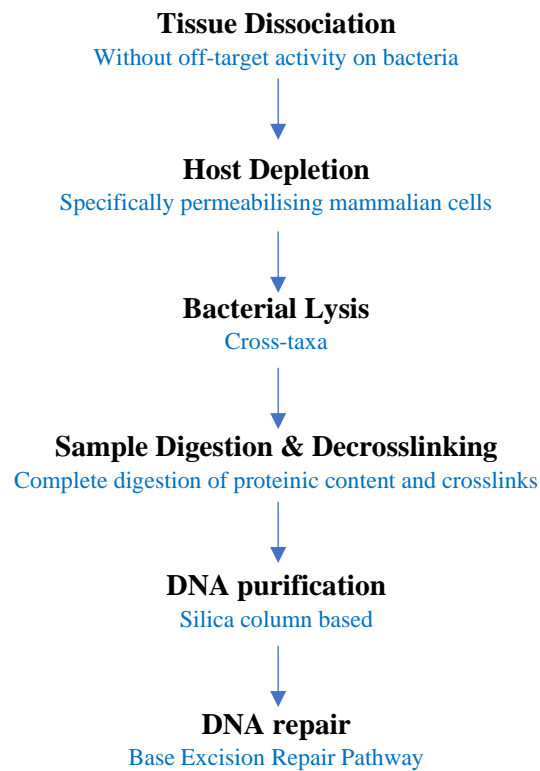 Tissue Dissociation
Without off-target activity on bacteria
Host Depletion
Specifically permeabilising mammalian cells
Bacterial Lysis
Cross-taxa
Sample Digestion & Decrosslinking
Complete digestion of proteinic content and crosslinks
DNA purification
Silica column based
DNA repair
Base Excision Repair Pathway